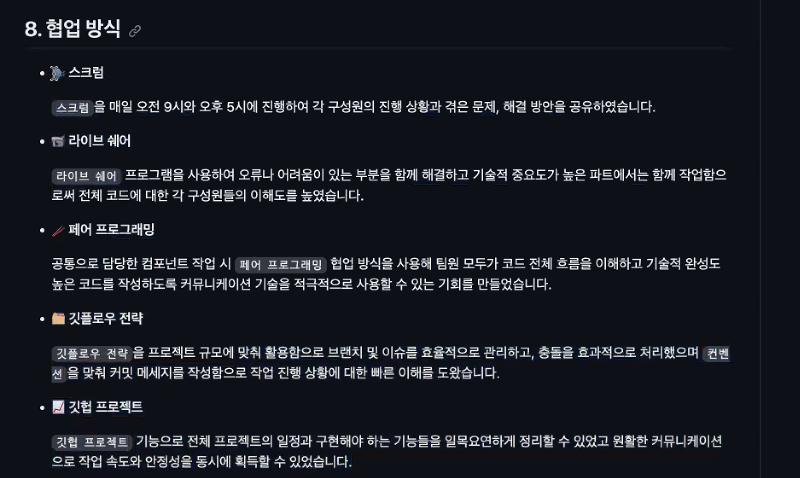 8. 협업 방식
스크럼
스크럼을 매일 오전 9시와 오후 5시에 진행하여 각 구성원의 진행 상황과 겪은 문제, 해결 방안을 공유하였습니다.
라이브 쉐어
라이브 쉐어 프로그램을 사용하여 오류나 어려움이 있는 부분을 함께 해결하고 기술적 중요도가 높은 파트에서는 함께 작업함으
로써 전체 코드에 대한 각 구성원들의 이해도를 높였습니다.
페어 프로그래밍
공통으로 담당한 컴포넌트 작업 시 페어 프로그래밍 협업 방식을 사용해 팀원 모두가 코드 전체 흐름을 이해하고 기술적 완성도
높은 코드를 작성하도록 커뮤니케이션 기술을 적극적으로 사용할 수 있는 기회를 만들었습니다.
깃플로우 전략
깃플로우 전략을 프로젝트 규모에 맞춰 활용함으로 브랜치 및 이슈를 효율적으로 관리하고, 충돌을 효과적으로 처리했으며 컨벤
션을 맞춰 커밋 메세지를 작성함으로 작업 진행 상황에 대한 빠른 이해를 도왔습니다.
깃헙 프로젝트
깃헙 프로젝트 기능으로 전체 프로젝트의 일정과 구현해야 하는 기능들을 일목요연하게 정리할 수 있었고 원활한 커뮤니케이션
으로 작업 속도와 안정성을 동시에 획득할 수 있었습니다.